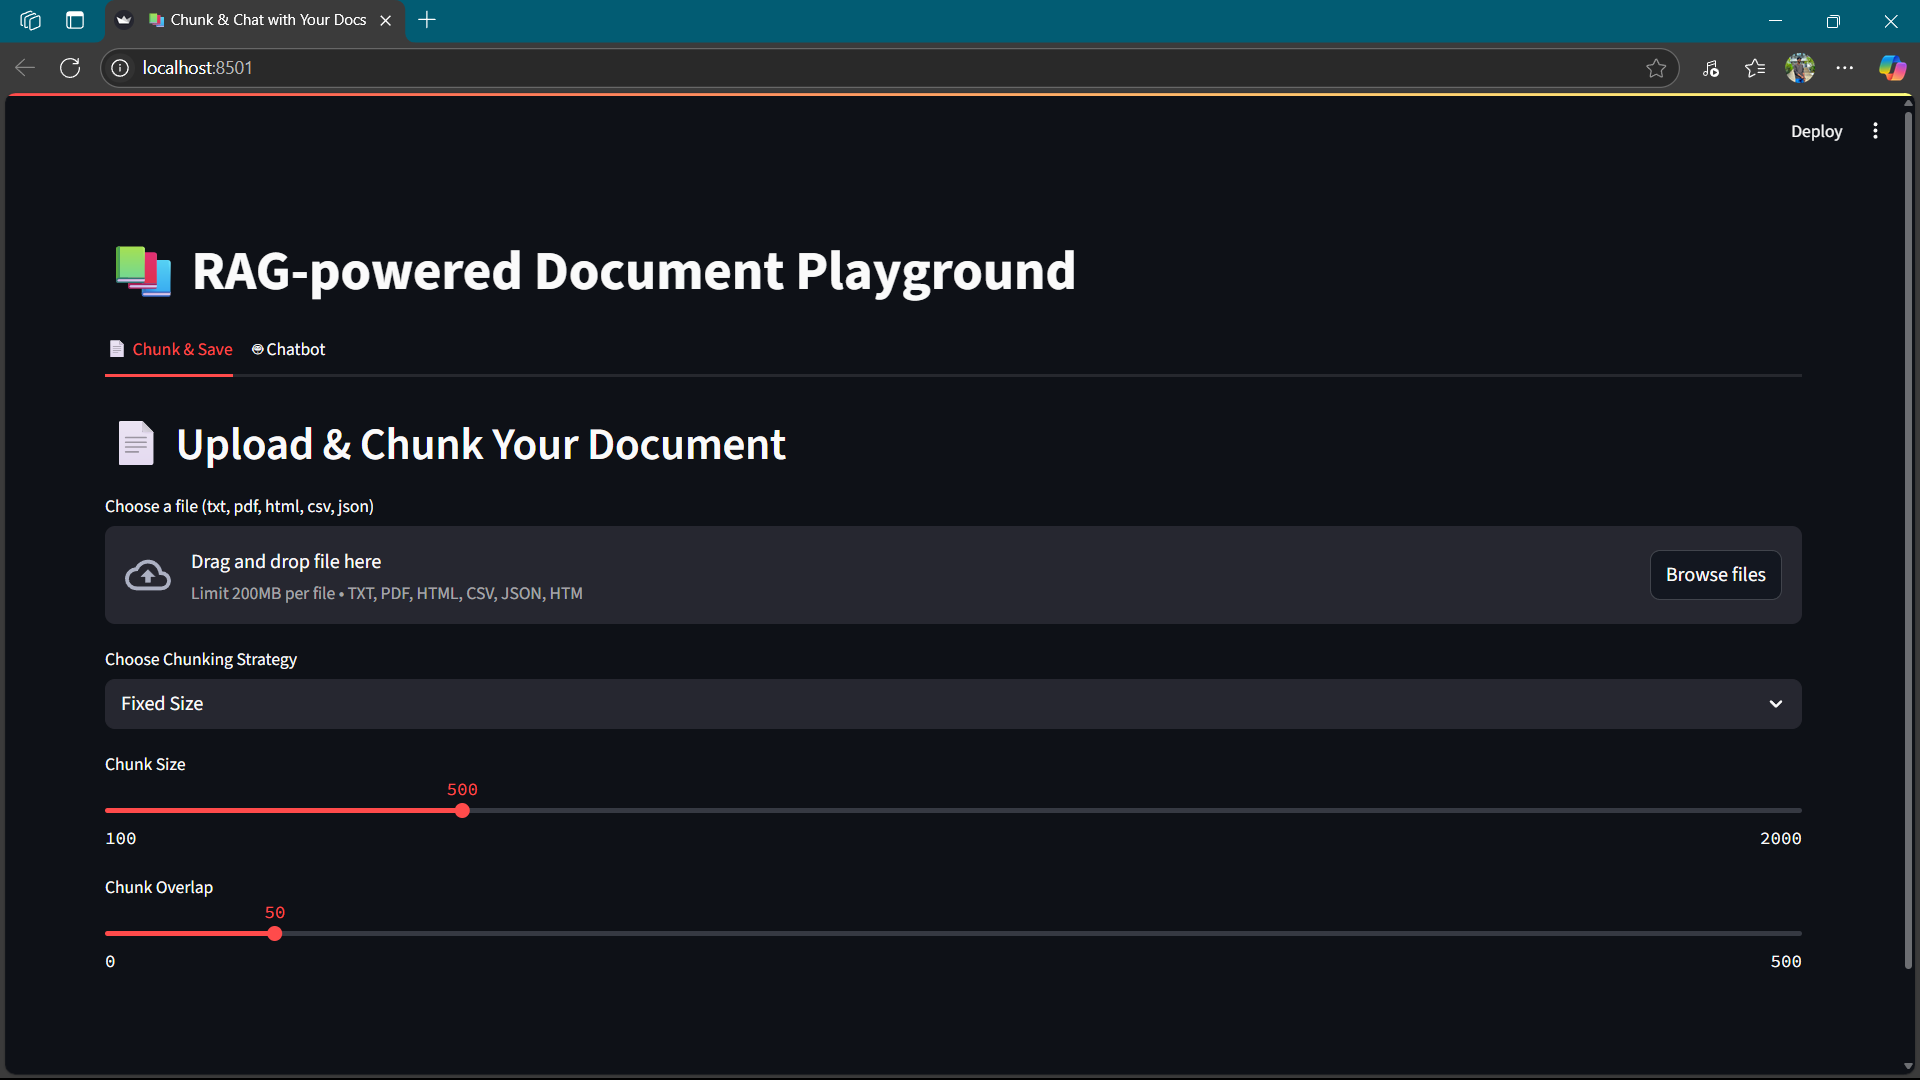 Chunk & Chat with Your Docs
localhost:8501
Deploy
RAG-powered Document Playground
Chunk & Save
Chatbot
Upload & Chunk Your Document
Choose a file (txt, pdf, html, csv, json)
Drag and drop file here
Limit 200MB per file • TXT, PDF, HTML, CSV, JSON, HTM
Browse files
Choose Chunking Strategy
Fixed Size
Chunk Size
500
100
2000
Chunk Overlap
50
0
500